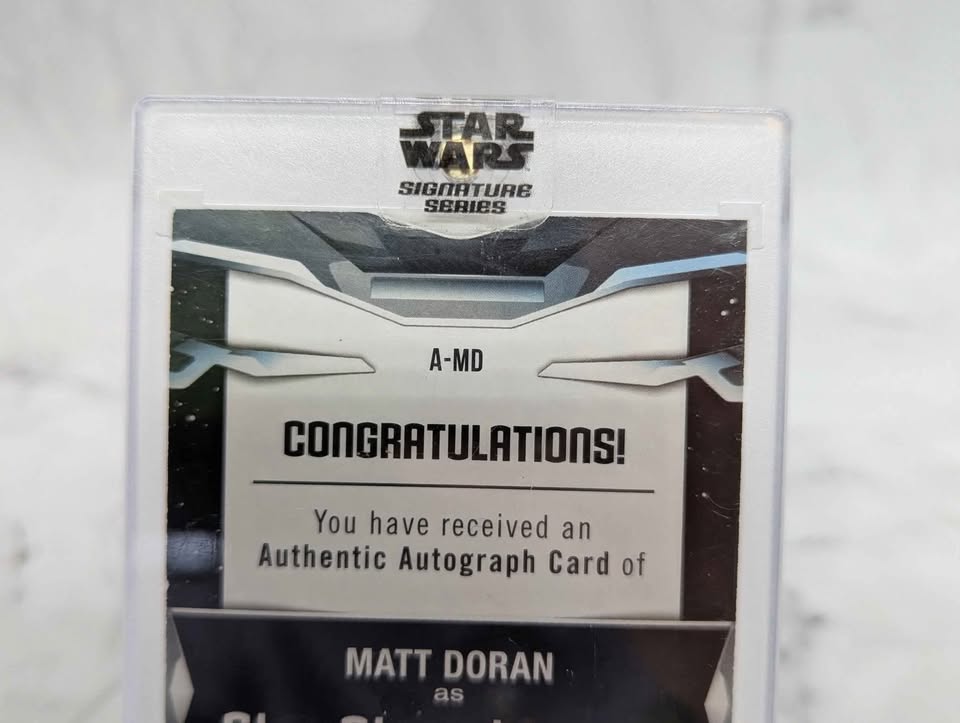 STAR
WARS
SIGNATURE
SERIES
A-MD
CONGRATULATIONS!
You have received an
Authentic Autograph Card of
MATT DORAN
as